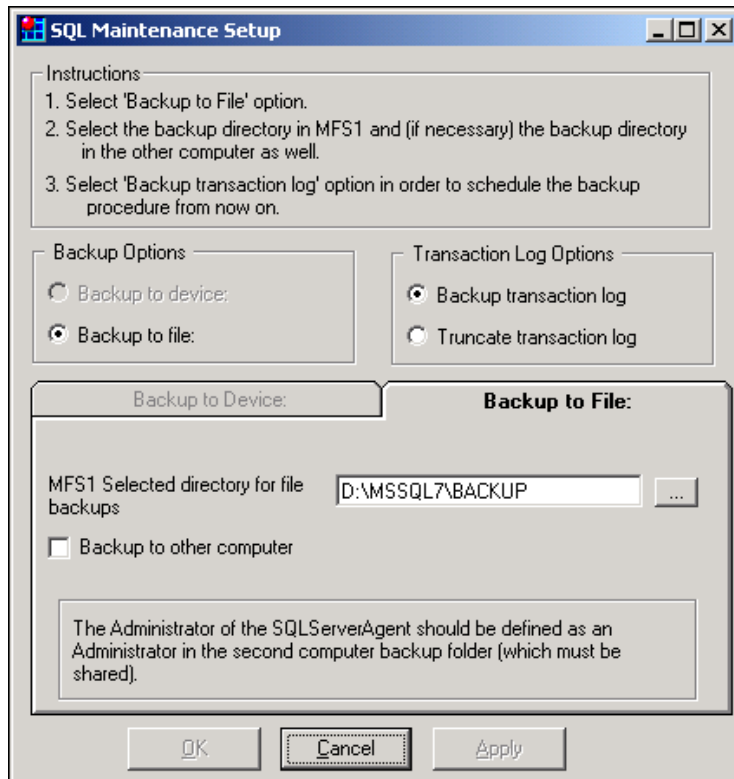 SQL Maintenance Setup
Instructions
1. Select 'Backup to File' option.
2. Select the backup directory in MFS1 and (if necessary) the backup directory
in the other computer as well.
3. Select 'Backup transaction log' option in order to schedule the backup
procedure from now on.
Backup Options
Backup to device:
Backup to file:
Transaction Log Options
Backup transaction log
Truncate transaction log
Backup to Device:
Backup to File:
MFS1 Selected directory for file
backups
D:\MSSQL7\BACKUP
...
Backup to other computer
The Administrator of the SQLServerAgent should be defined as an
Administrator in the second computer backup folder (which must be
shared).
OK
Cancel
Apply